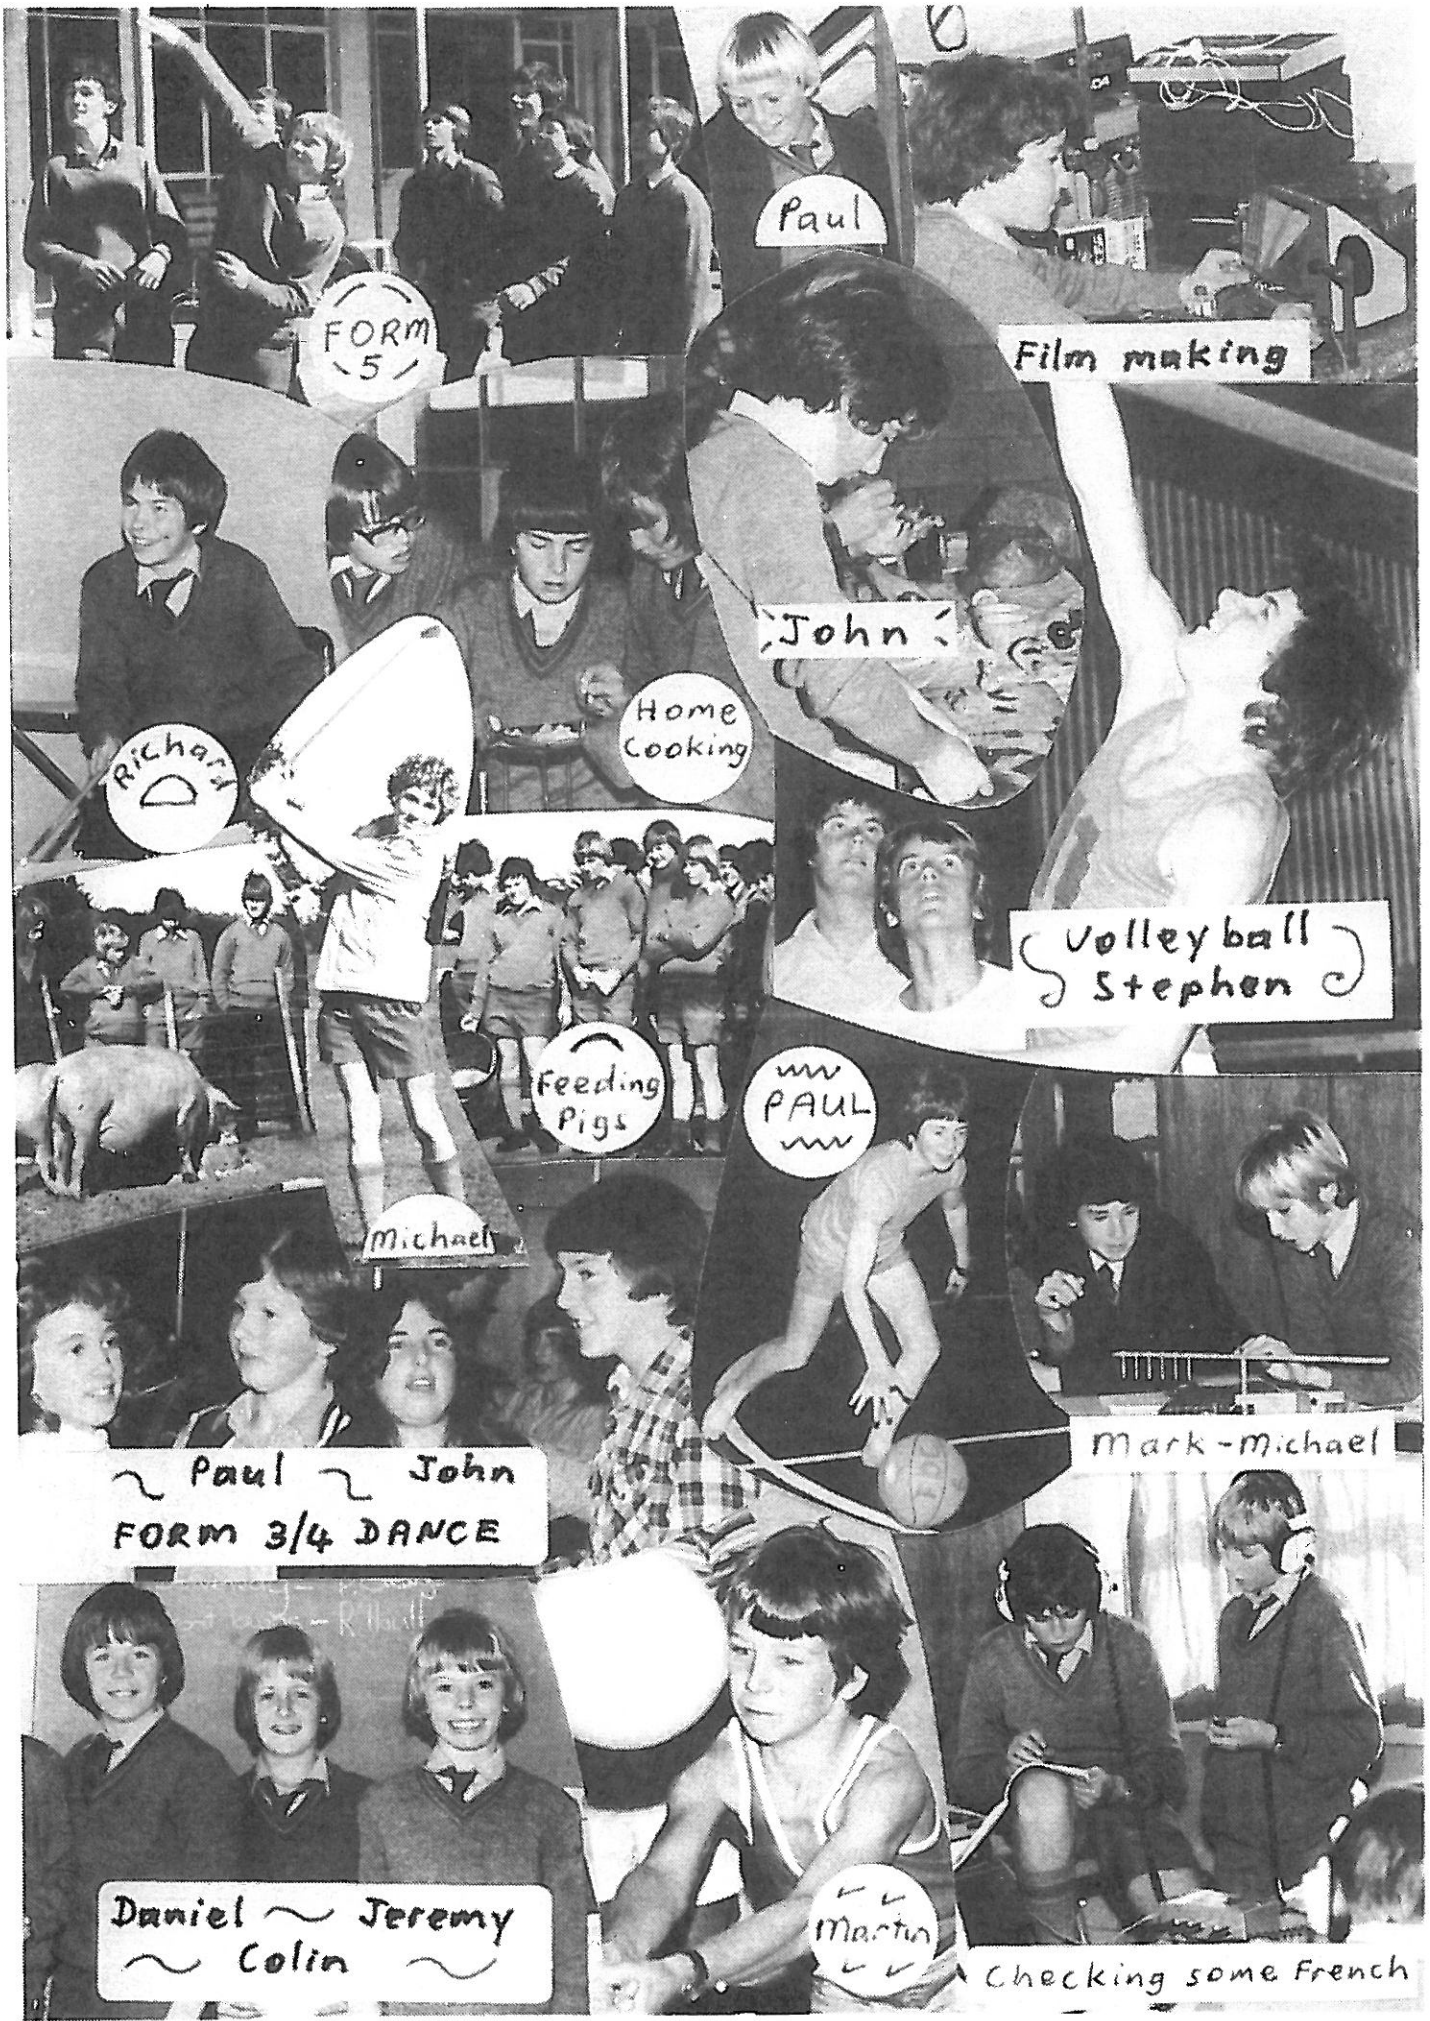 Paul
FORM
5
Film making
John
Richard
Home
Cooking
Volleyball
Stephen
Feeding
Pigs
PAUL
Michael
Mark - Michael
Paul John
FORM 3/4 DANCE
Daniel Jeremy
Colin
Martin
Checking some French